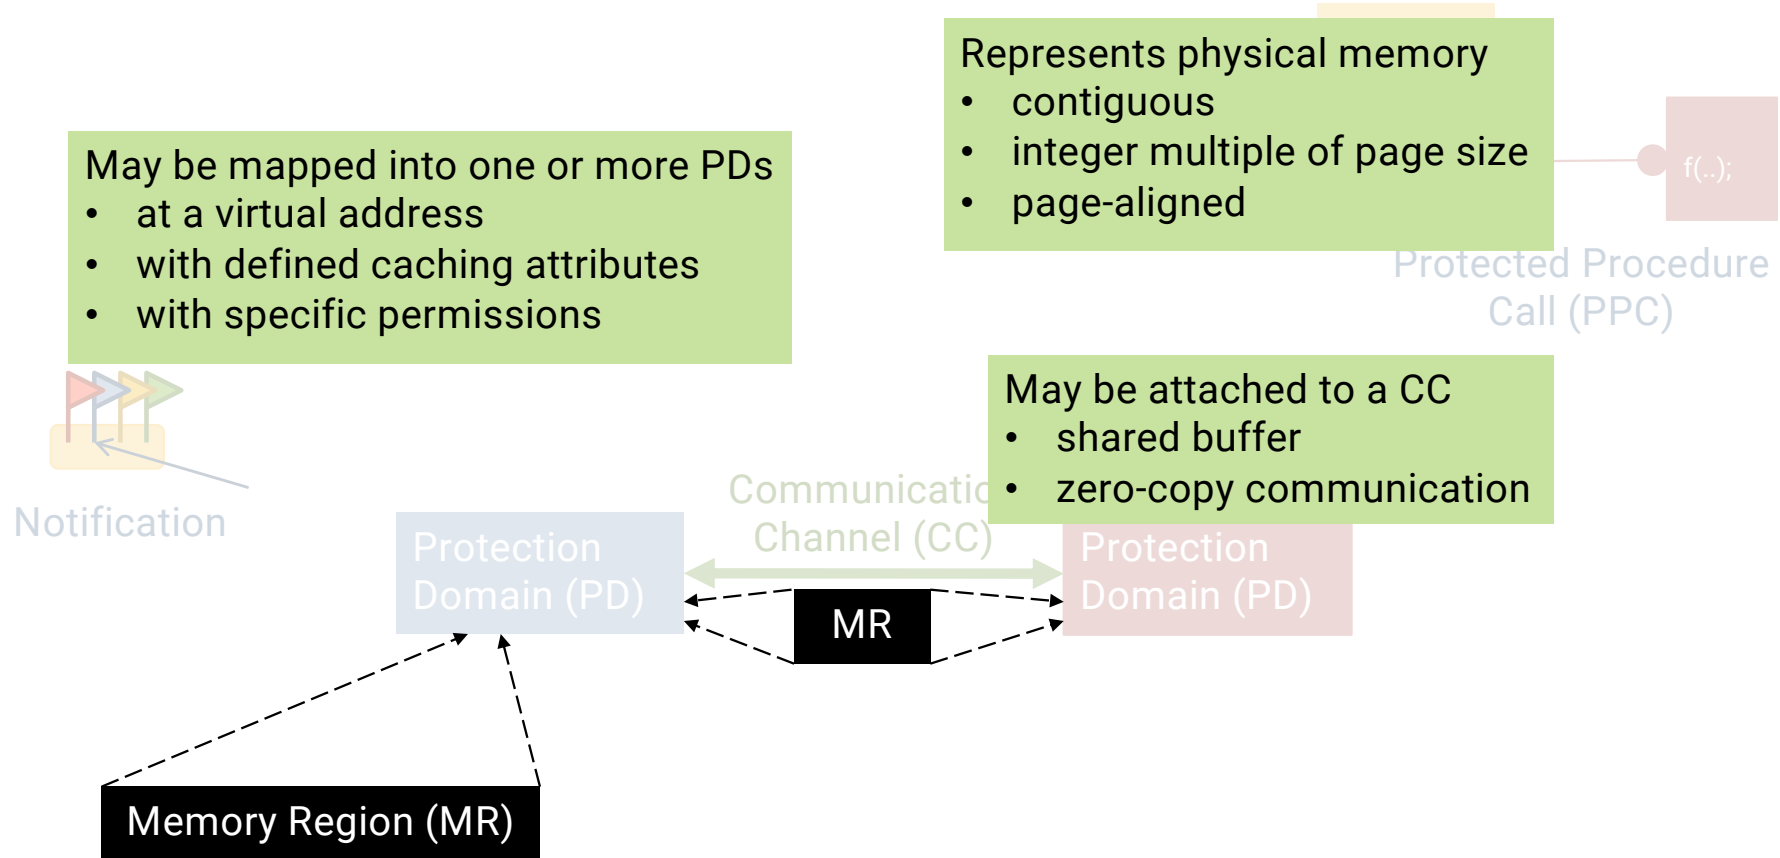 Represents physical memory
• contiguous
• integer multiple of page size
• page-aligned
f(..);
Protected Procedure
Call (PPC)
May be mapped into one or more PDs
• at a virtual address
• with defined caching attributes
• with specific permissions
May be attached to a CC
• shared buffer
• zero-copy communication
Notification
Communicatio
Channel (CC)
Protection
Domain (PD)
Protection
Domain (PD)
MR
Memory Region (MR)